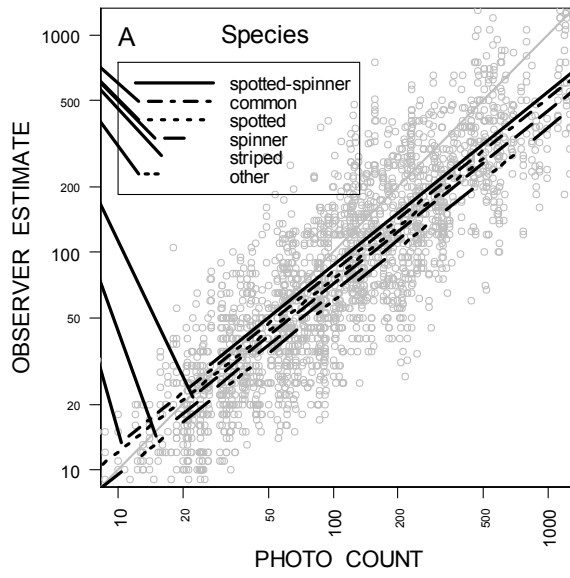 A
Species
spotted-spinner
common
spotted
spinner
striped
other
OBSERVER ESTIMATE
1000
500
200
100
50
20
10
10
20
50
100
200
500
1000
PHOTO COUNT